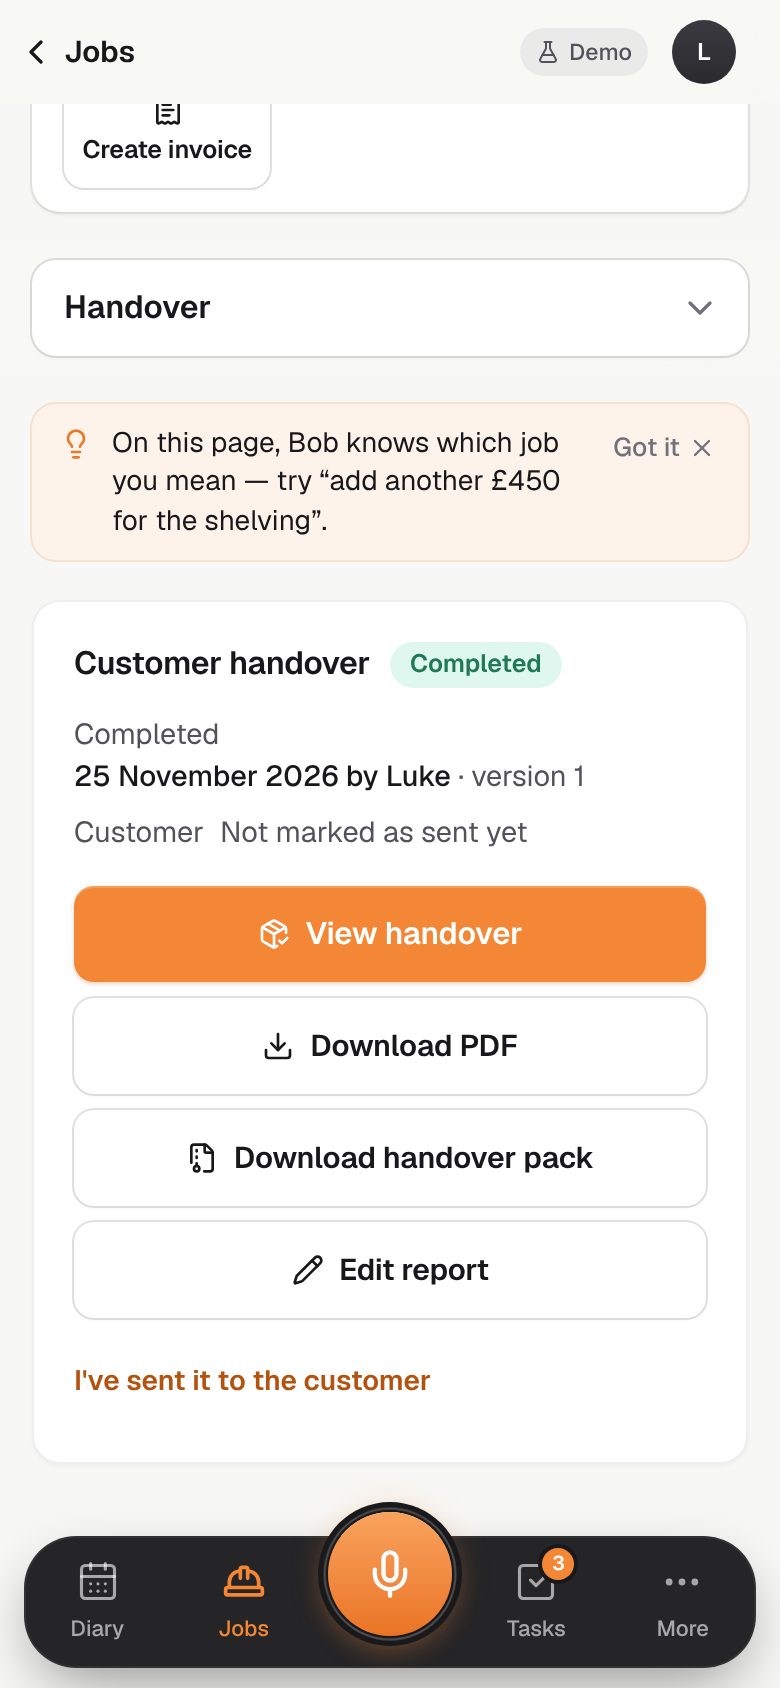 Jobs
Demo
L
Create invoice
Handover
On this page, Bob knows which job
you mean — try “add another £450
for the shelving”.
Got it
Customer handover
Completed
Completed
25 November 2026 by Luke · version 1
Customer Not marked as sent yet
View handover
Download PDF
Download handover pack
Edit report
I've sent it to the customer
3
Diary
Jobs
Tasks
More